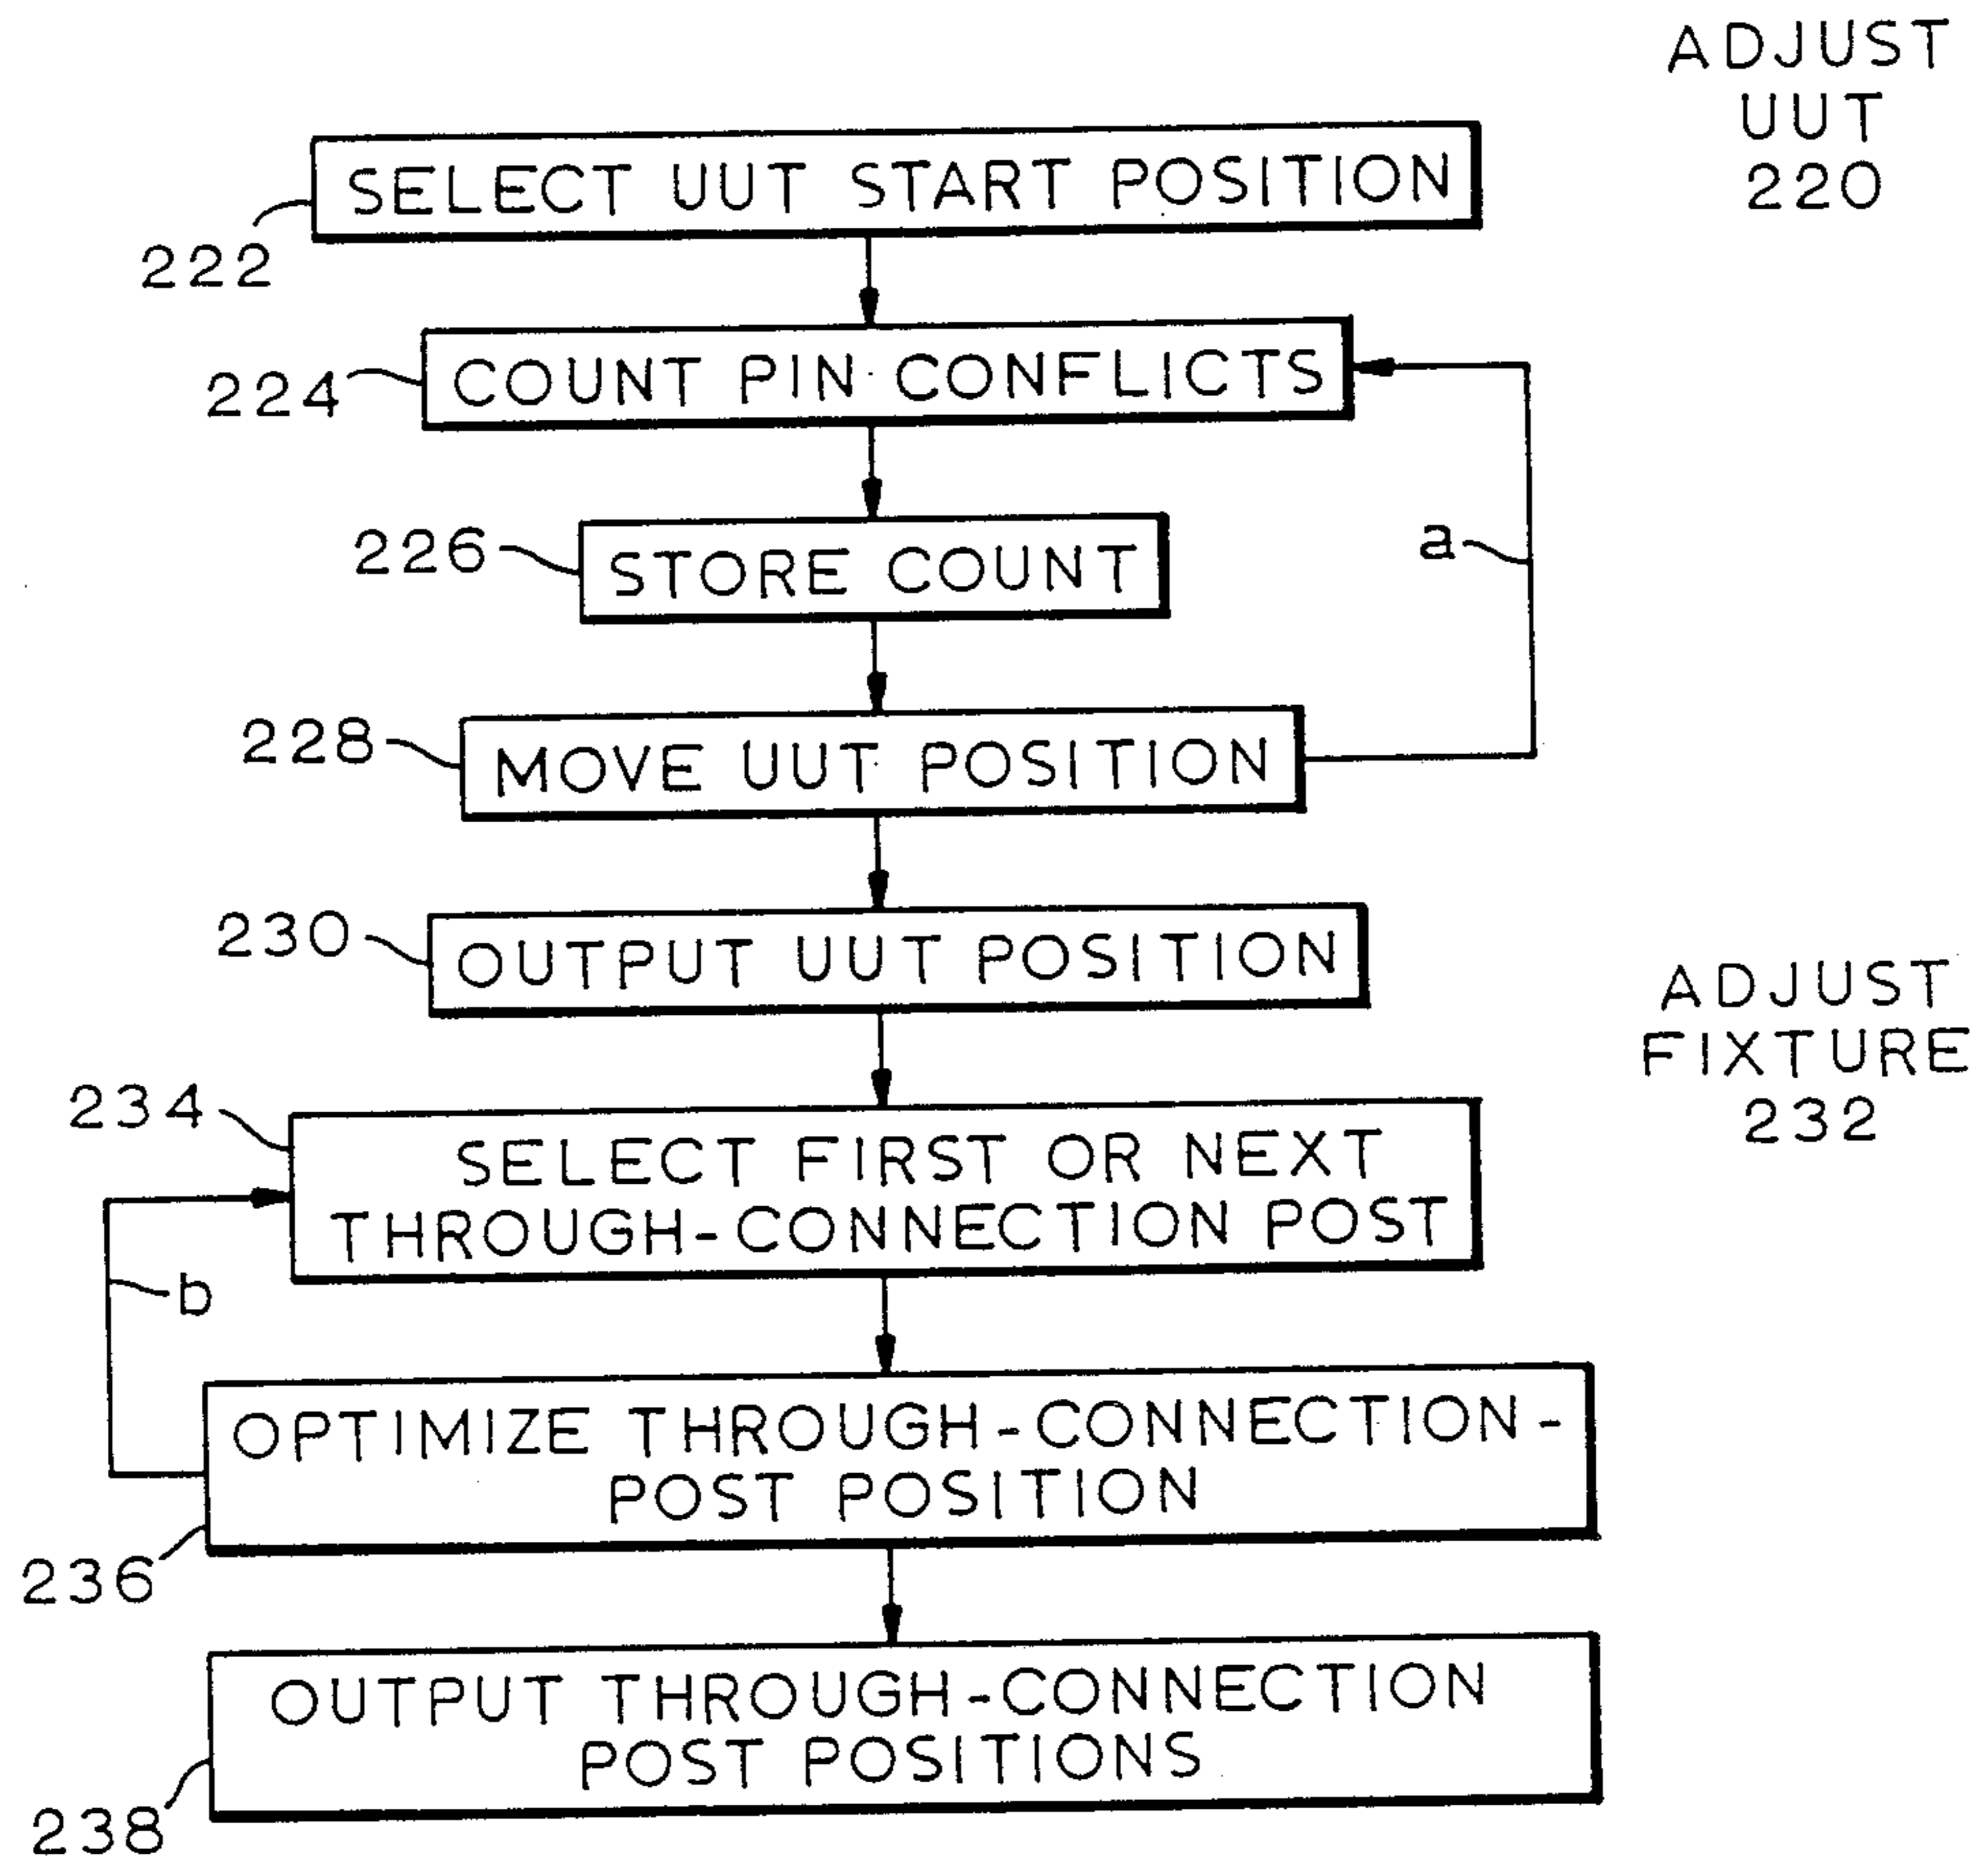 ADJUST
UUT
220
SELECT UUT START POSITION
222
COUNT PIN CONFLICTS
224
226
STORE COUNT
a
228
MOVE UUT POSITION
230
OUTPUT UUT POSITION
ADJUST
FIXTURE
232
234
SELECT FIRST OR NEXT
THROUGH-CONNECTION POST
b
OPTIMIZE THROUGH-CONNECTION-
POST POSITION
236
OUTPUT THROUGH-CONNECTION
POST POSITIONS
238